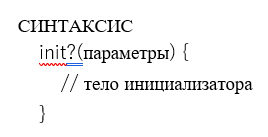 СИНТАКСИС
init?(параметры) {
// тело инициализатора
}